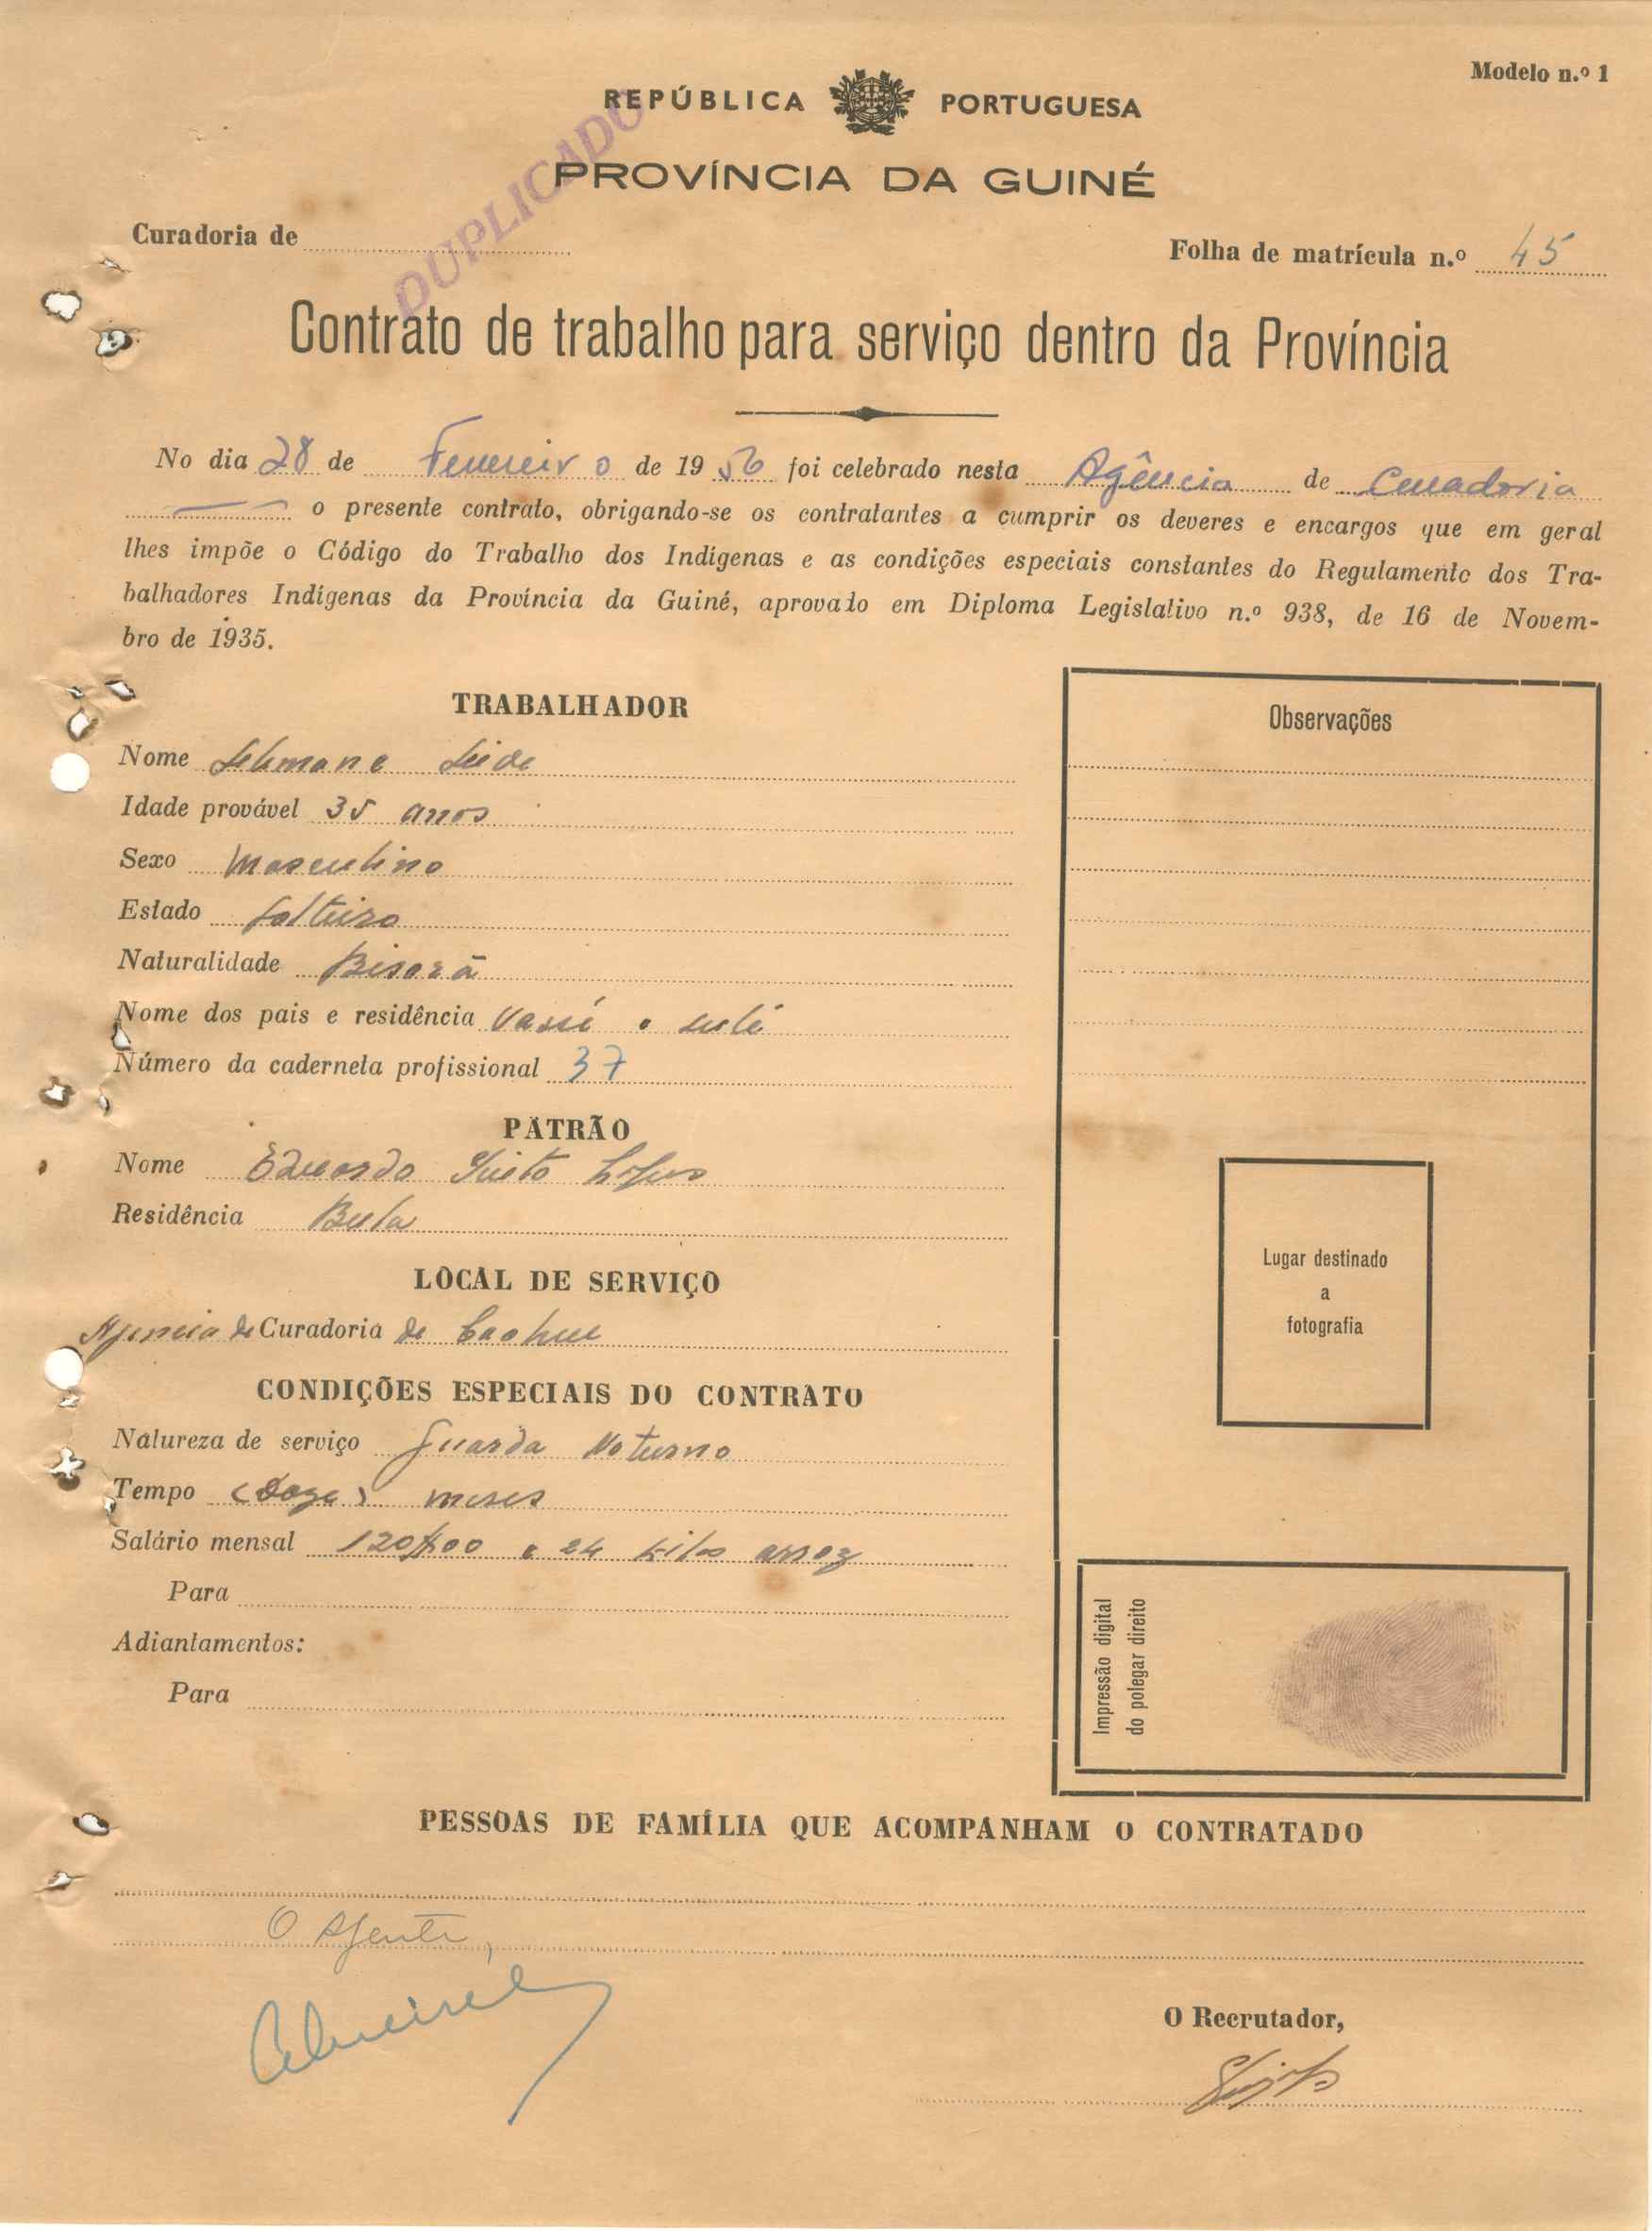 Modelo n.º 1
REPÚBLICA PORTUGUESA
DUPLICADO
PROVÍNCIA DA GUINÉ
Curadoria de
Folha de matrícula n.º 45
Contrato de trabalho para serviço dentro da Província
No dia 28 de Fevereiro de 1956 foi celebrado nesta Agência de Curadoria
o presente contrato, obrigando-se os contratantes a cumprir os deveres e encargos que em geral
lhes impõe o Código do Trabalho dos Indígenas e as condições especiais constantes do Regulamento dos Tra-
balhadores Indígenas da Província da Guiné, aprovado em Diploma Legislativo n.º 938, de 16 de Novem-
bro de 1935.
TRABALHADOR
Nome
Idade provável 35 anos
Sexo Masculino
Estado Solteiro
Naturalidade Bisorã
Nome dos pais e residência
Número da caderneta profissional 37
PATRÃO
Nome Eduardo
Residência Bula
LOCAL DE SERVIÇO
Agencia de Curadoria de Cacheu
CONDIÇÕES ESPECIAIS DO CONTRATO
Natureza de serviço Guarda Noturno
Tempo (Doze) meses
Salário mensal 120$00 e 24 kilos arroz
Para
Adiantamentos:
Para
Observações
Lugar destinado
a
fotografia
Impressão digital
do polegar direito
PESSOAS DE FAMÍLIA QUE ACOMPANHAM O CONTRATADO
O Agente,
O Recrutador,